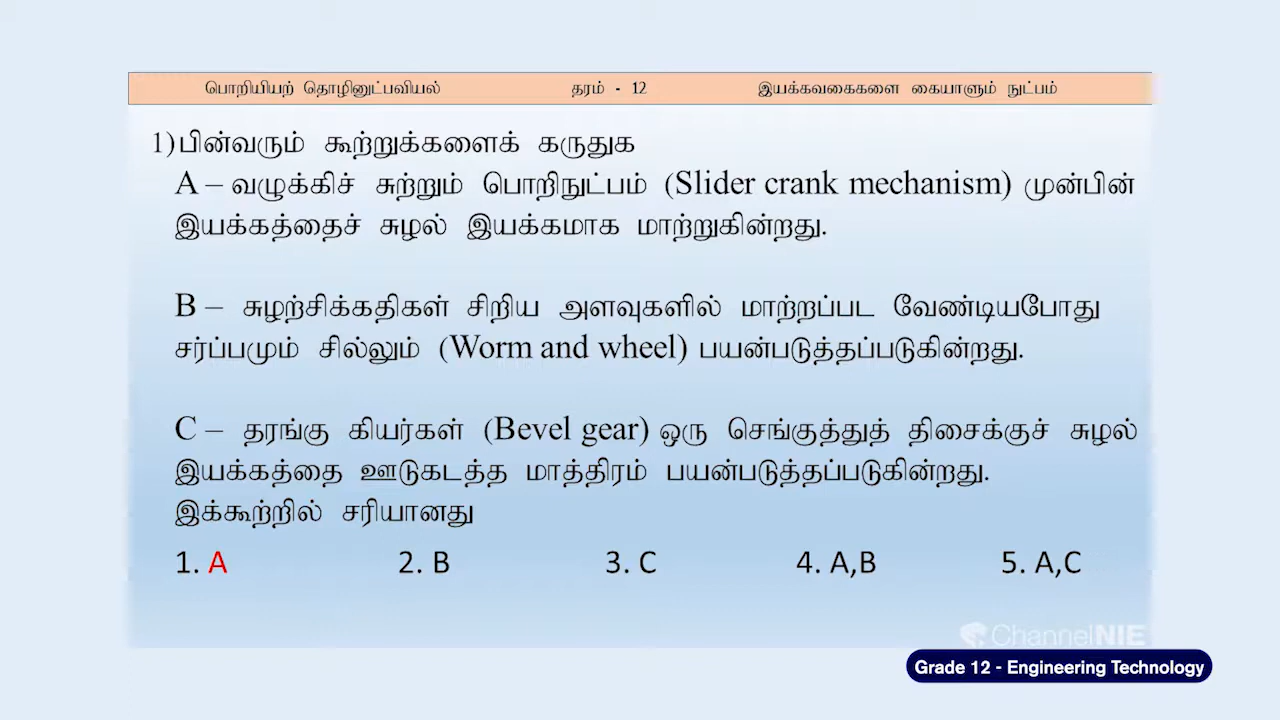 பொறியியற் தொழினுட்பவியல் தரம் - 12 இயக்கவகைகளை கையாளும் நுட்பம்
1)பின்வரும் கூற்றுக்களைக் கருதுக
A – வழுக்கிச் சுற்றும் பொறிநுட்பம் (Slider crank mechanism) முன்பின்
இயக்கத்தைச் சுழல் இயக்கமாக மாற்றுகின்றது.
B – சுழற்சிக்கதிகள் சிறிய அளவுகளில் மாற்றப்பட வேண்டியபோது
சர்ப்பமும் சில்லும் (Worm and wheel) பயன்படுத்தப்படுகின்றது.
C – தரங்கு கியர்கள் (Bevel gear) ஒரு செங்குத்துத் திசைக்குச் சுழல்
இயக்கத்தை ஊடுகடத்த மாத்திரம் பயன்படுத்தப்படுகின்றது.
இக்கூற்றில் சரியானது
1. A 2. B 3. C 4. A,B 5. A,C
ChannelNIE
Grade 12 - Engineering Technology